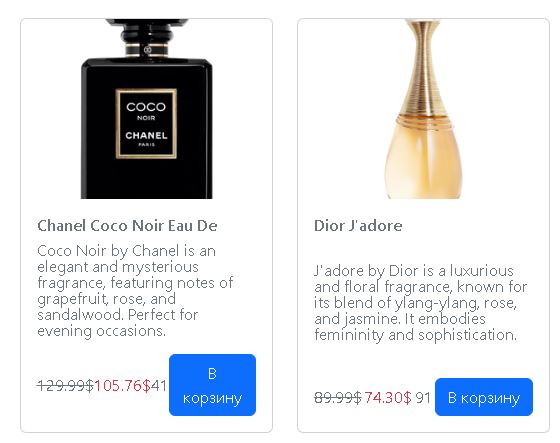 COCO
NOIR
CHANEL
PARIS
Chanel Coco Noir Eau De
Coco Noir by Chanel is an
elegant and mysterious
fragrance, featuring notes of
grapefruit, rose, and
sandalwood. Perfect for
evening occasions.
129.99$105.76$41
В
корзину
Dior J'adore
J'adore by Dior is a luxurious
and floral fragrance, known for
its blend of ylang-ylang, rose,
and jasmine. It embodies
femininity and sophistication.
89.99$ 74.30$ 91
В корзину